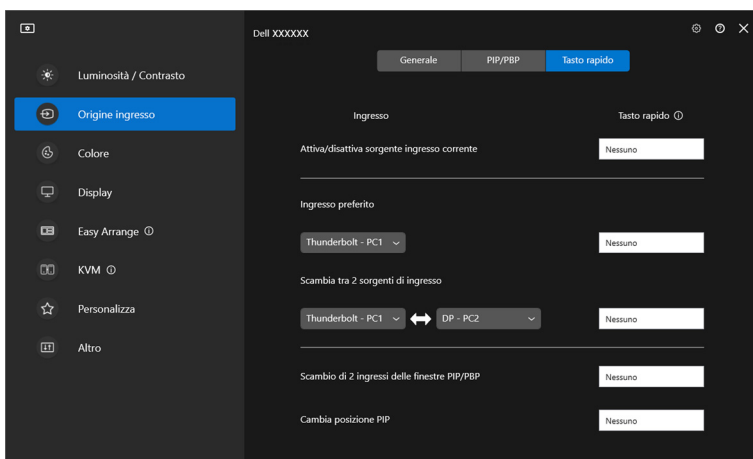 Dell XXXXXX
Generale PIP/PBP Tasto rapido
Luminosità / Contrasto
Origine ingresso
Colore
Display
Easy Arrange
KVM
Personalizza
Altro
Ingresso Tasto rapido
Attiva/disattiva sorgente ingresso corrente Nessuno
Ingresso preferito
Thunderbolt - PC1 Nessuno
Scambia tra 2 sorgenti di ingresso
Thunderbolt - PC1 DP - PC2 Nessuno
Scambio di 2 ingressi delle finestre PIP/PBP Nessuno
Cambia posizione PIP Nessuno